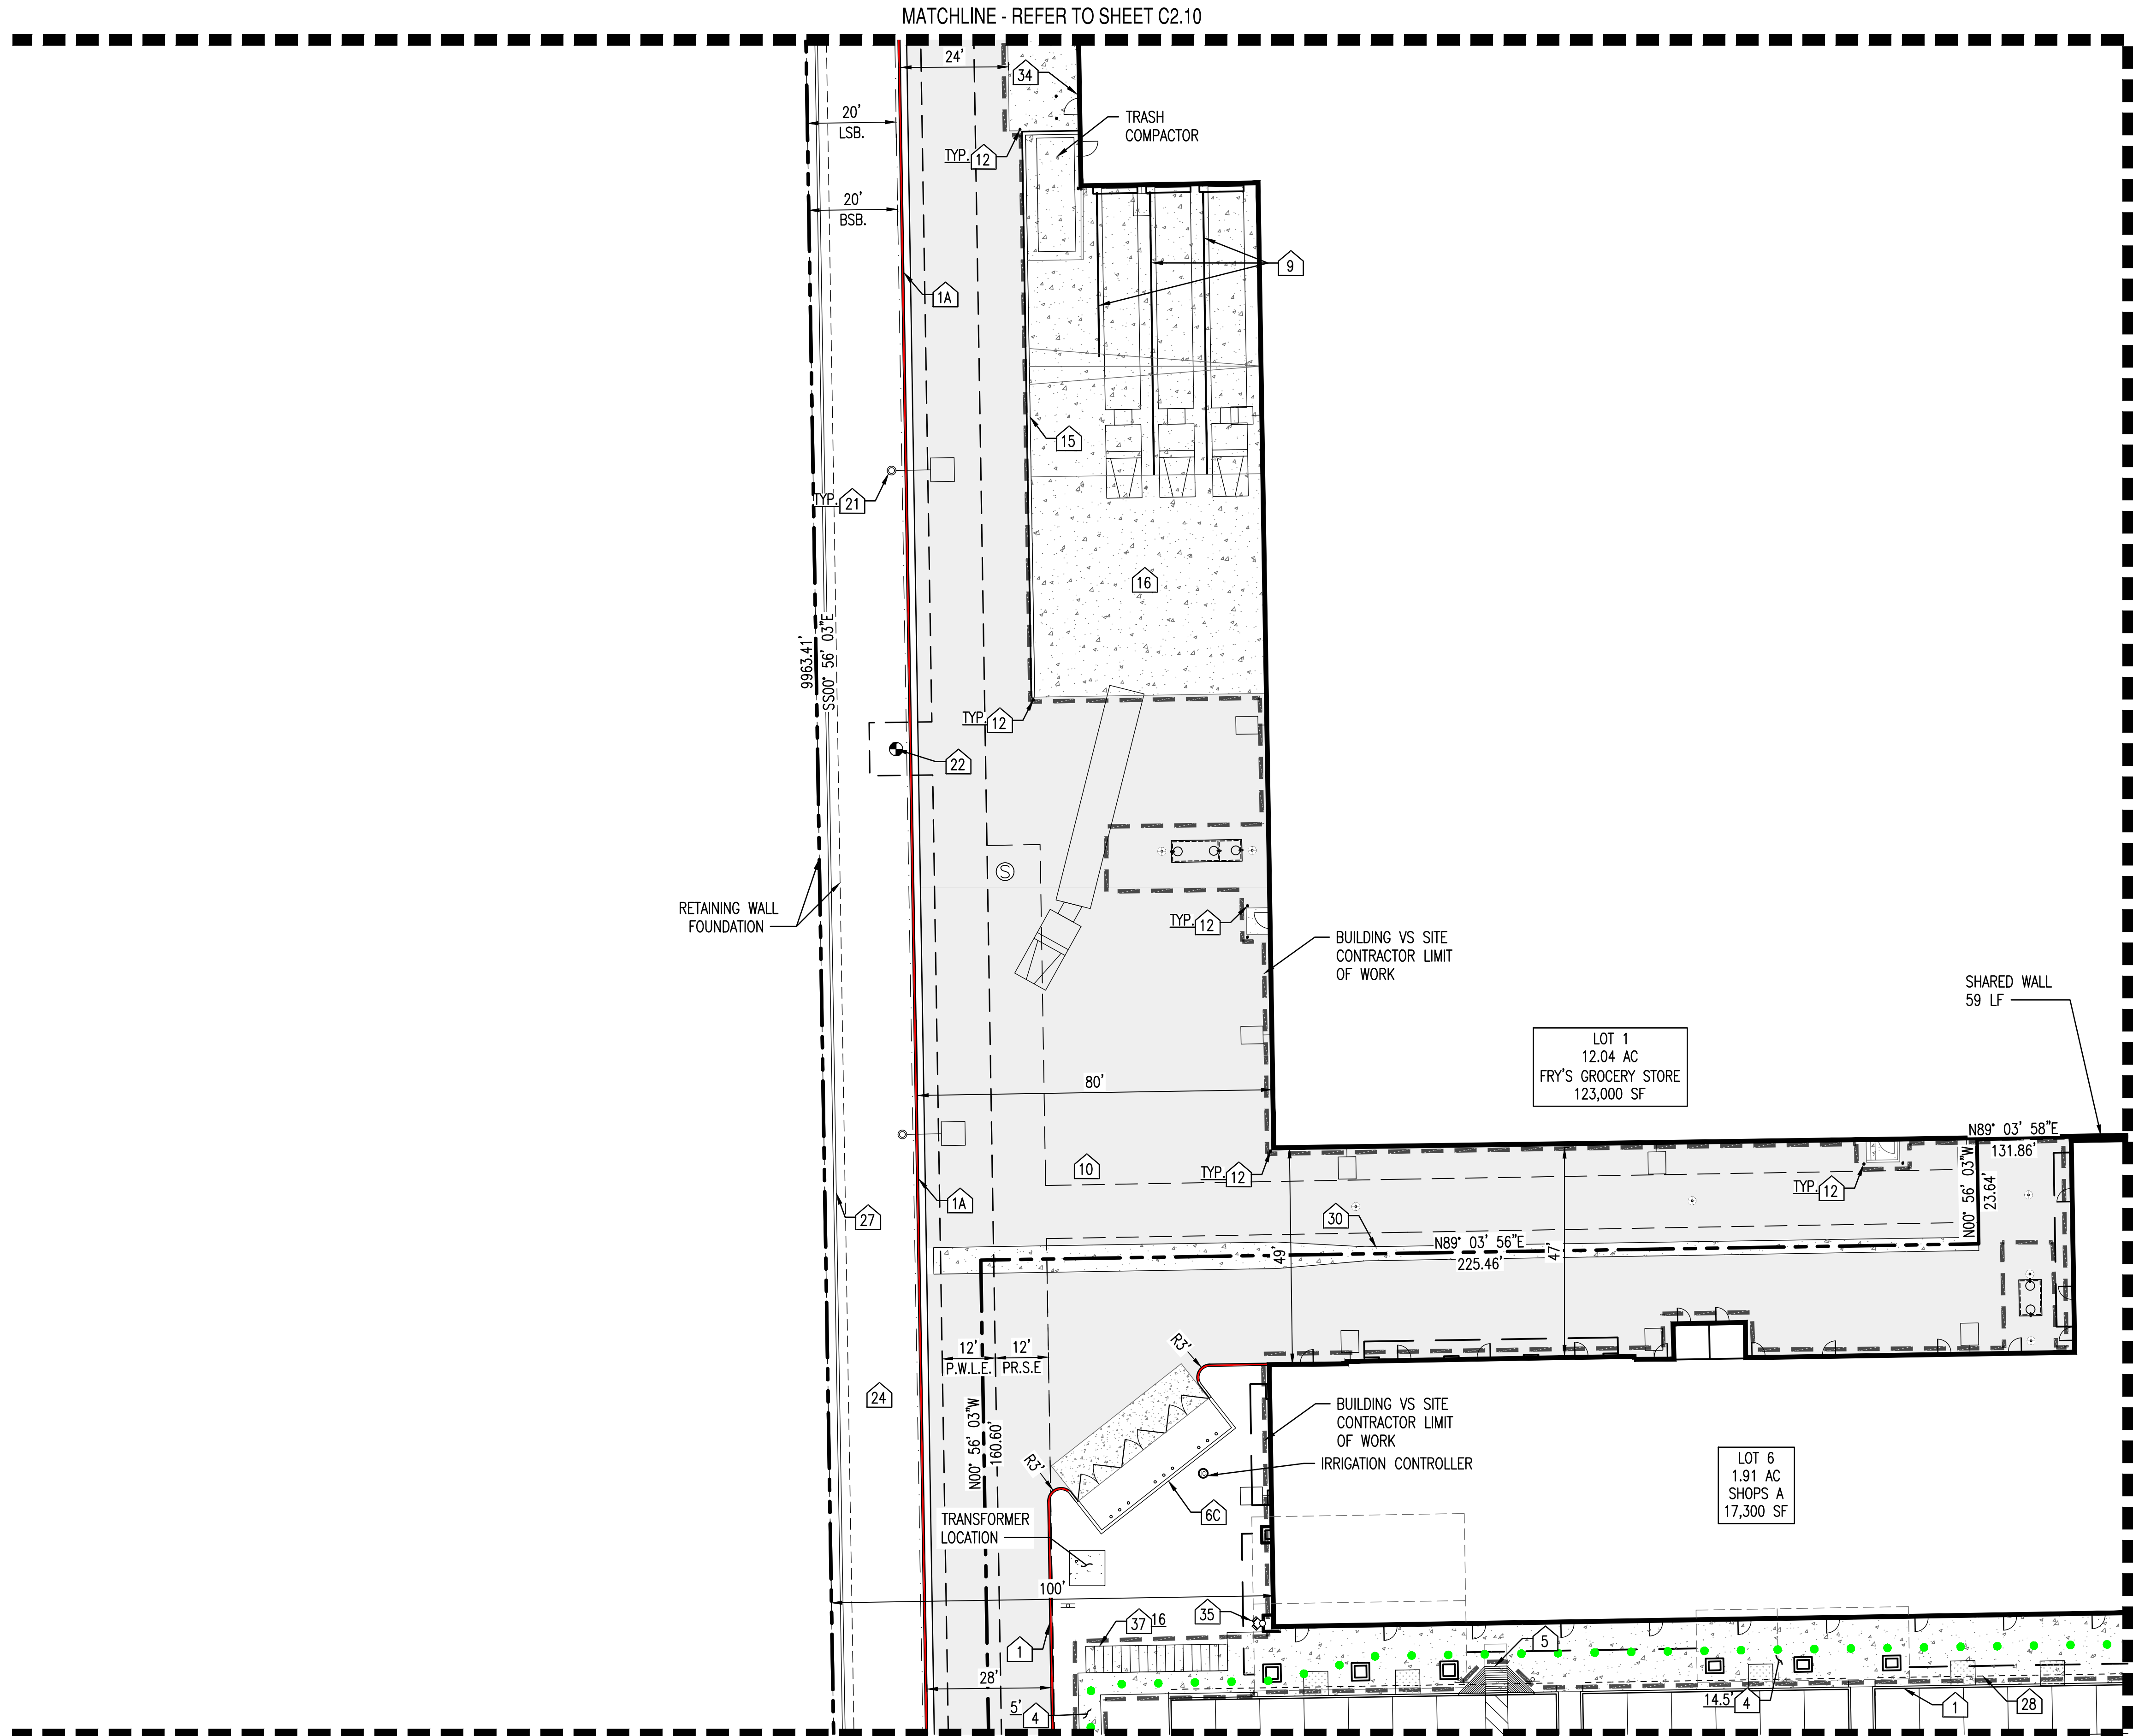 MATCHLINE - REFER TO SHEET C2.10
24'
34
20'
LSB.
TRASH
COMPACTOR
TYP. 12
20'
BSB.
9
1A
15
TYP. 21
16
9963.41'
SS00° 56' 03"E
TYP. 12
22
S
RETAINING WALL
FOUNDATION
TYP. 12
BUILDING VS SITE
CONTRACTOR LIMIT
OF WORK
SHARED WALL
59 LF
LOT 1
12.04 AC
FRY'S GROCERY STORE
123,000 SF
80'
N89° 03' 58"E
131.86'
10
TYP. 12
TYP. 12
N00° 56' 03"W
23.64'
1A
27
30
N89° 03' 56"E
225.46'
49'
47'
12'
P.W.L.E.
12'
PR.S.E
R3'
24
N00° 56' 03"W
160.60'
BUILDING VS SITE
CONTRACTOR LIMIT
OF WORK
R3'
IRRIGATION CONTROLLER
LOT 6
1.91 AC
SHOPS A
17,300 SF
6C
TRANSFORMER
LOCATION
100'
37 16
35
1
5
28'
5' 4
14.5' 4
1
28